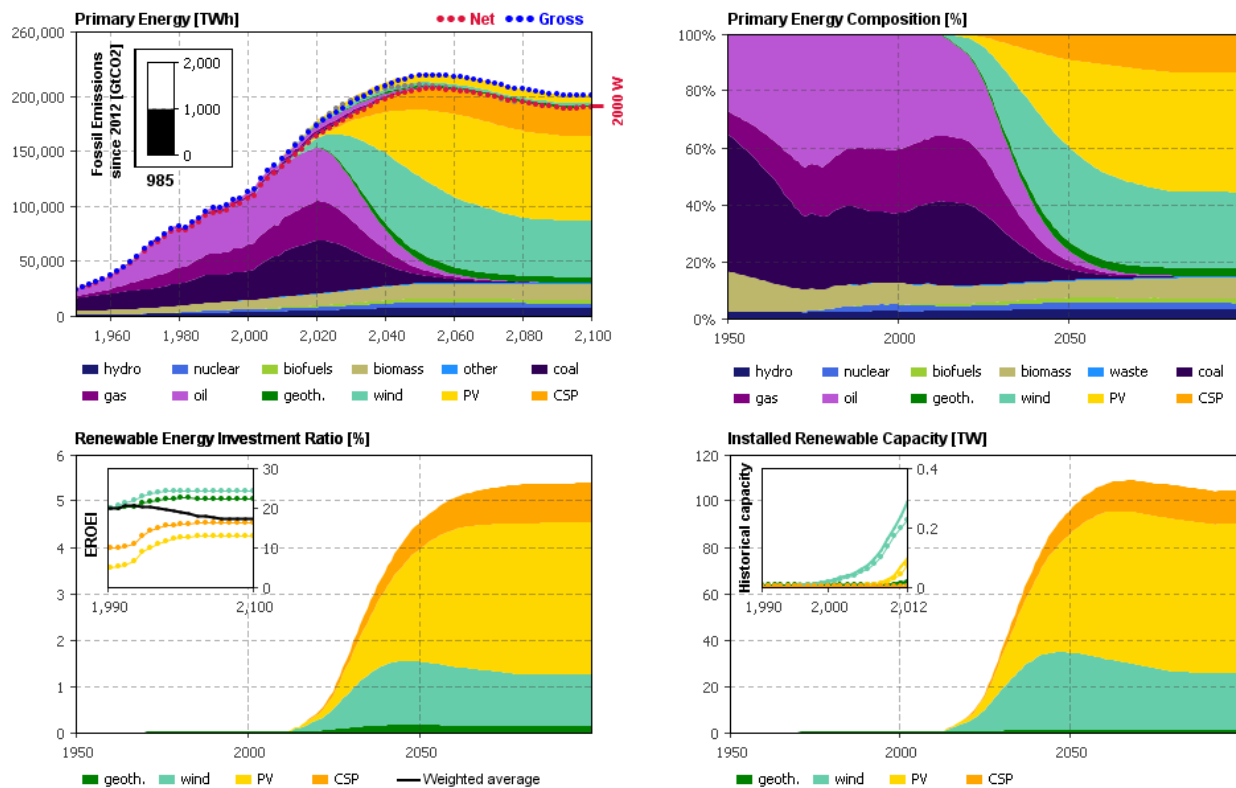 Primary Energy [TWh]
Net
Gross
260,000
200,000
150,000
100,000
50,000
0
Fossil Emissions
since 2012 [GtCO2]
2,000
1,000
0
985
2000 W
1,960
1,980
2,000
2,020
2,040
2,060
2,080
2,100
hydro
nuclear
biofuels
biomass
other
coal
gas
oil
geoth.
wind
PV
CSP
Primary Energy Composition [%]
100%
80%
60%
40%
20%
0%
1950
2000
2050
hydro
nuclear
biofuels
biomass
waste
coal
gas
oil
geoth.
wind
PV
CSP
Renewable Energy Investment Ratio [%]
6
5
4
3
2
1
0
EROEI
30
20
10
0
1,990
2,100
1950
2000
2050
geoth.
wind
PV
CSP
Weighted average
Installed Renewable Capacity [TW]
120
100
80
60
40
20
0
Historical capacity
0.4
0.2
0
1,990
2,000
2,012
1950
2000
2050
geoth.
wind
PV
CSP